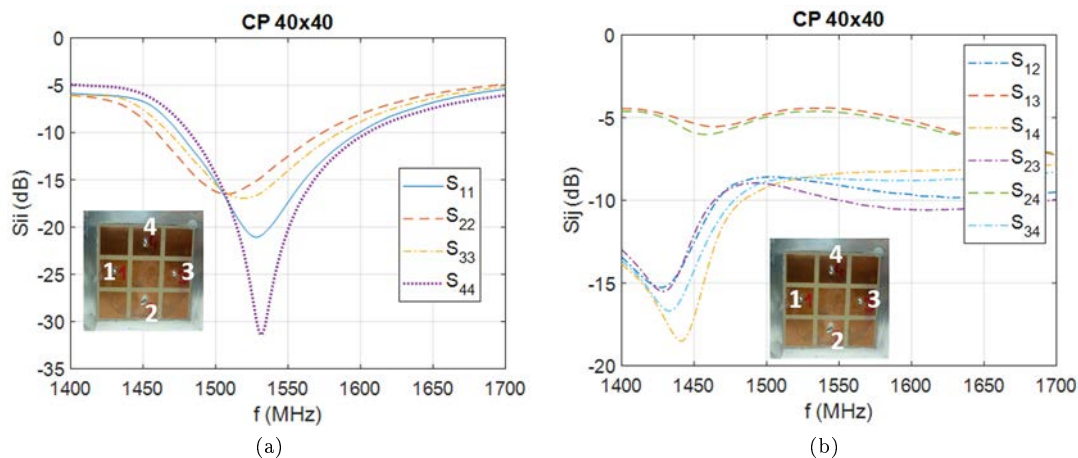 CP 40x40
0
-5
-10
-15
-20
-25
-30
-35
Sii (dB)
S11
S22
S33
S44
4
1
3
2
1400 1450 1500 1550 1600 1650 1700
f (MHz)
(a)
CP 40x40
0
-5
-10
-15
-20
Sij (dB)
S12
S13
S14
S23
S24
S34
4
1
3
2
1400 1450 1500 1550 1600 1650 1700
f (MHz)
(b)